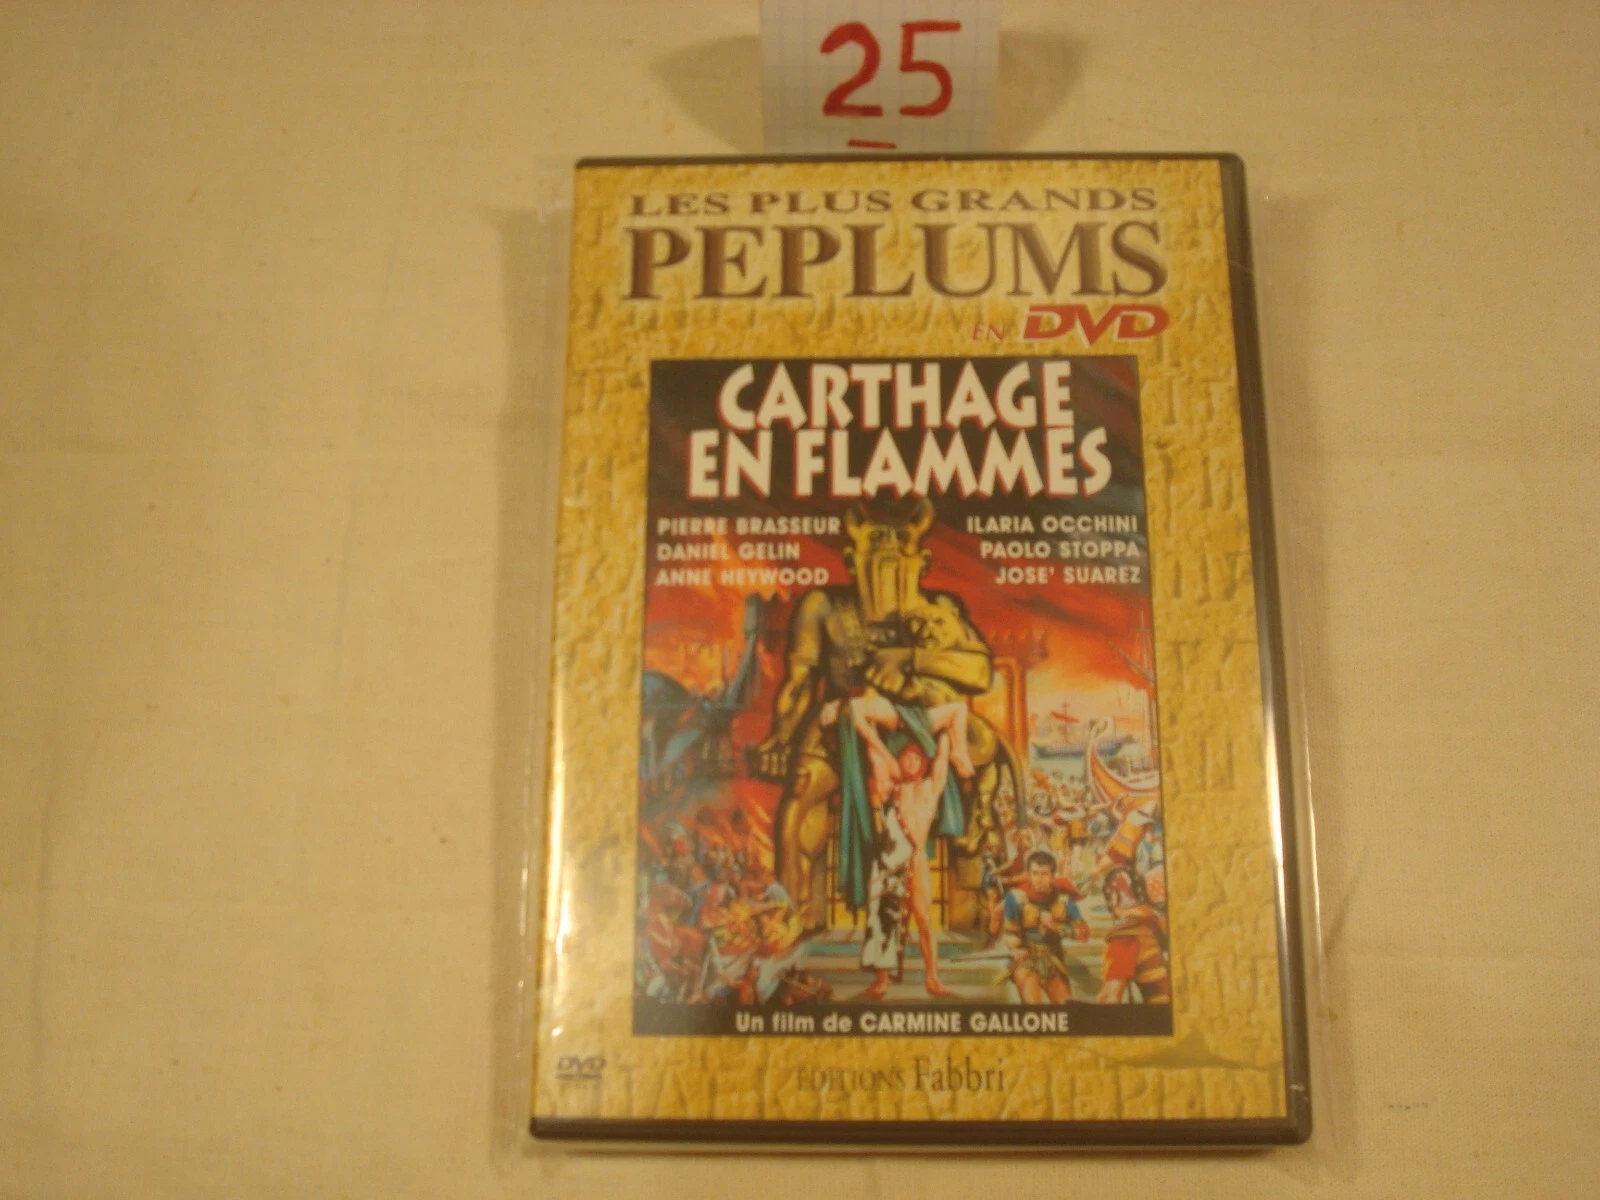 25
LES PLUS GRANDS
PEPLUMS
EN DVD
CARTHAGE
EN FLAMMES
PIERRE BRASSEUR ILARIA OCCHINI
DANIEL GELIN PAOLO STOPPA
ANNE HEYWOOD JOSE' SUAREZ
Un film de CARMINE GALLONE
DVD
EDITIONS Fabbri